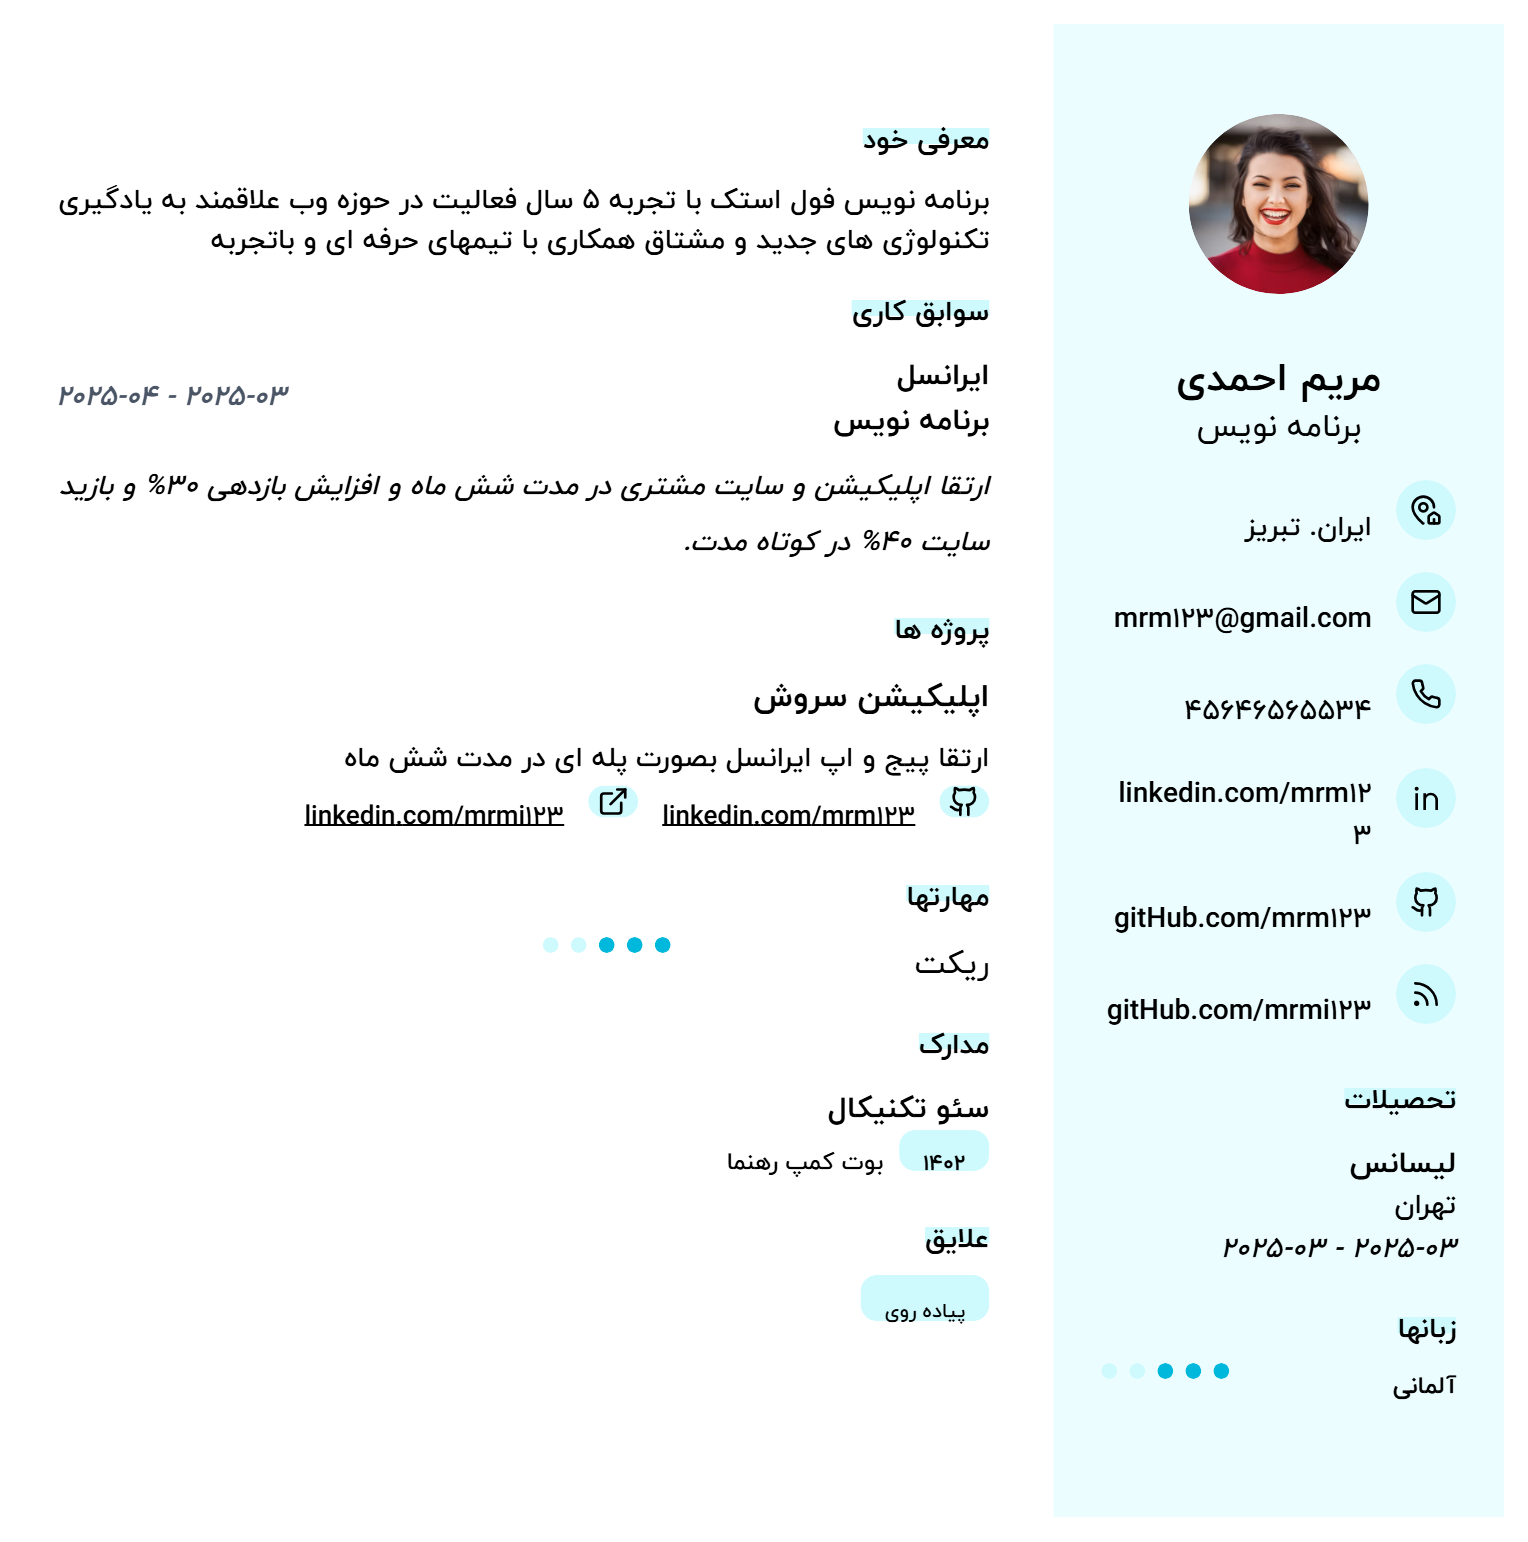 مریم احمدی
برنامه نویس
ایران. تبریز
mrm۱۲۳@gmail.com
۴۵۶۴۶۵۶۵۵۳۴
in
linkedin.com/mrm۱۲
۳
gitHub.com/mrm۱۲۳
gitHub.com/mrmi۱۲۳
تحصیلات
لیسانس
تهران
۲۰۲۵-۰۳ - ۲۰۲۵-۰۳
زبانها
آلمانی
معرفی خود
برنامه نویس فول استک با تجربه ۵ سال فعالیت در حوزه وب علاقمند به یادگیری
تکنولوژی های جدید و مشتاق همکاری با تیمهای حرفه ای و باتجربه
سوابق کاری
ایرانسل
۲۰۲۵-۰۳ - ۲۰۲۵-۰۴
برنامه نویس
ارتقا اپلیکیشن و سایت مشتری در مدت شش ماه و افزایش بازدهی ۳۰% و بازید
سایت ۴۰% در کوتاه مدت.
پروژه ها
اپلیکیشن سروش
ارتقا پیج و اپ ایرانسل بصورت پله ای در مدت شش ماه
linkedin.com/mrm۱۲۳
linkedin.com/mrmi۱۲۳
مهارتها
ریکت
مدارک
سئو تکنیکال
۱۴۰۲ بوت کمپ رهنما
علایق
پیاده روی